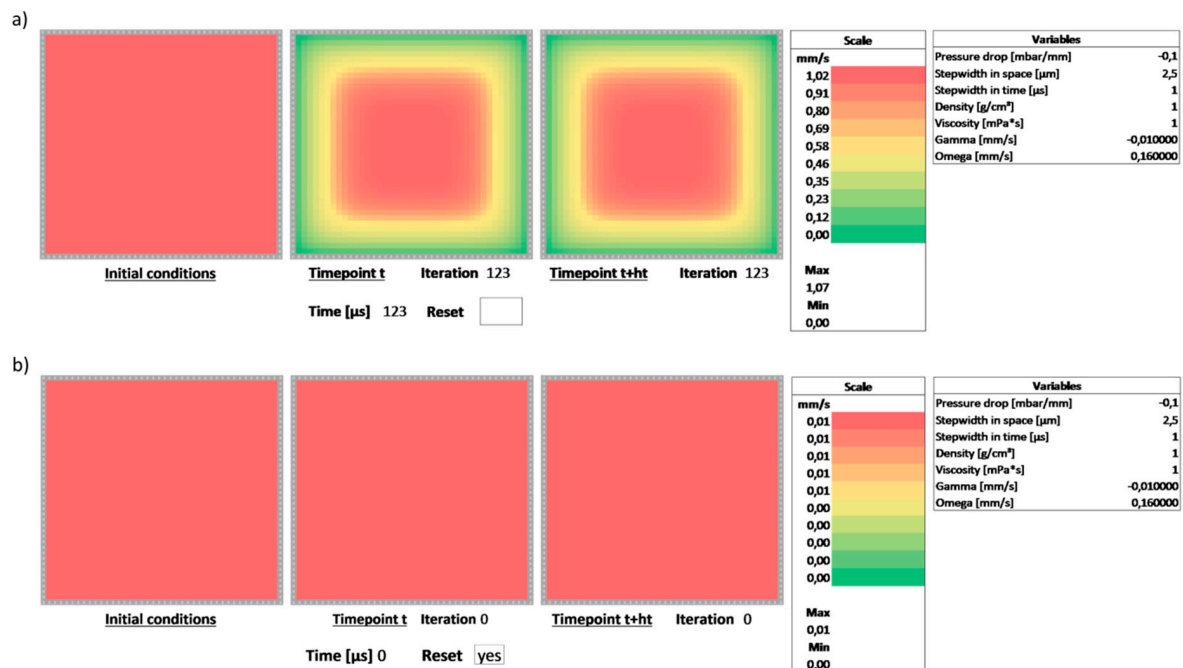 a)
Scale
mm/s
1,02
0,91
0,80
0,69
0,58
0,46
0,35
0,23
0,12
0,00
Max
1,07
Min
0,00
Variables
Pressure drop [mbar/mm] -0,1
Stepwidth in space [µm] 2,5
Stepwidth in time [µs] 1
Density [g/cm³] 1
Viscosity [mPa*s] 1
Gamma [mm/s] -0,010000
Omega [mm/s] 0,160000
Initial conditions
Timepoint t Iteration 123
Timepoint t+ht Iteration 123
Time [µs] 123 Reset
b)
Scale
mm/s
0,01
0,01
0,01
0,01
0,01
0,00
0,00
0,00
0,00
0,00
Max
0,01
Min
0,00
Variables
Pressure drop [mbar/mm] -0,1
Stepwidth in space [µm] 2,5
Stepwidth in time [µs] 1
Density [g/cm³] 1
Viscosity [mPa*s] 1
Gamma [mm/s] -0,010000
Omega [mm/s] 0,160000
Initial conditions
Timepoint t Iteration 0
Timepoint t+ht Iteration 0
Time [µs] 0 Reset yes